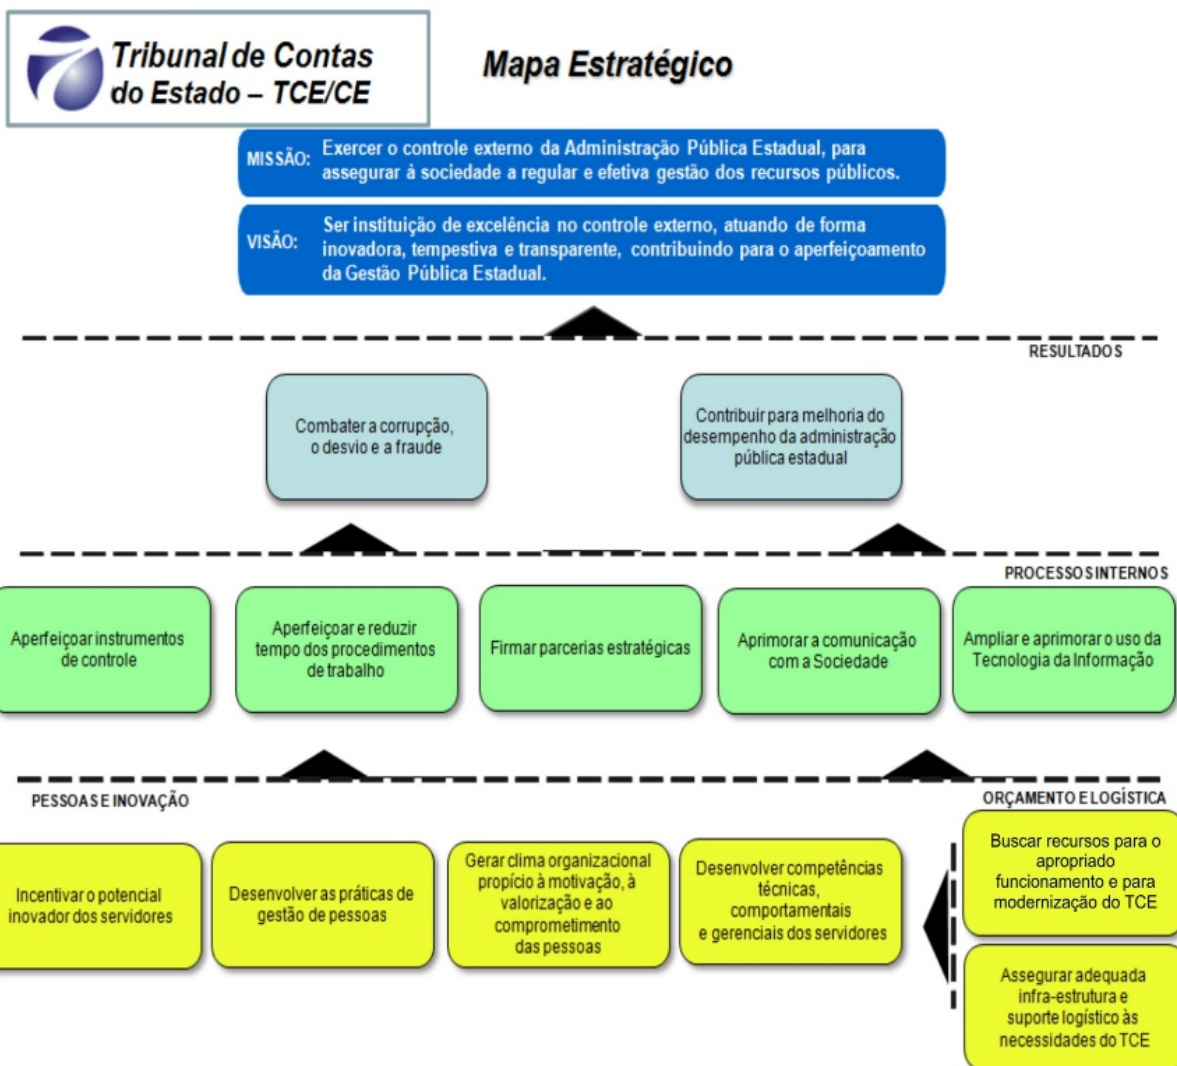 Tribunal de Contas
do Estado – TCE/CE
Mapa Estratégico
MISSÃO: Exercer o controle externo da Administração Pública Estadual, para
assegurar à sociedade a regular e efetiva gestão dos recursos públicos.
VISÃO: Ser instituição de excelência no controle externo, atuando de forma
inovadora, tempestiva e transparente, contribuindo para o aperfeiçoamento
da Gestão Pública Estadual.
RESULTADOS
Combater a corrupção,
o desvio e a fraude
Contribuir para melhoria do
desempenho da administração
pública estadual
PROCESSOS INTERNOS
Aperfeiçoar instrumentos
de controle
Aperfeiçoar e reduzir
tempo dos procedimentos
de trabalho
Firmar parcerias estratégicas
Aprimorar a comunicação
com a Sociedade
Ampliar e aprimorar o uso da
Tecnologia da Informação
PESSOAS E INOVAÇÃO
ORÇAMENTO E LOGÍSTICA
Incentivar o potencial
inovador dos servidores
Desenvolver as práticas de
gestão de pessoas
Gerar clima organizacional
propício à motivação, à
valorização e ao
comprometimento
das pessoas
Desenvolver competências
técnicas,
comportamentais
e gerenciais dos servidores
Buscar recursos para o
apropriado
funcionamento e para
modernização do TCE
Assegurar adequada
infra-estrutura e
suporte logístico às
necessidades do TCE